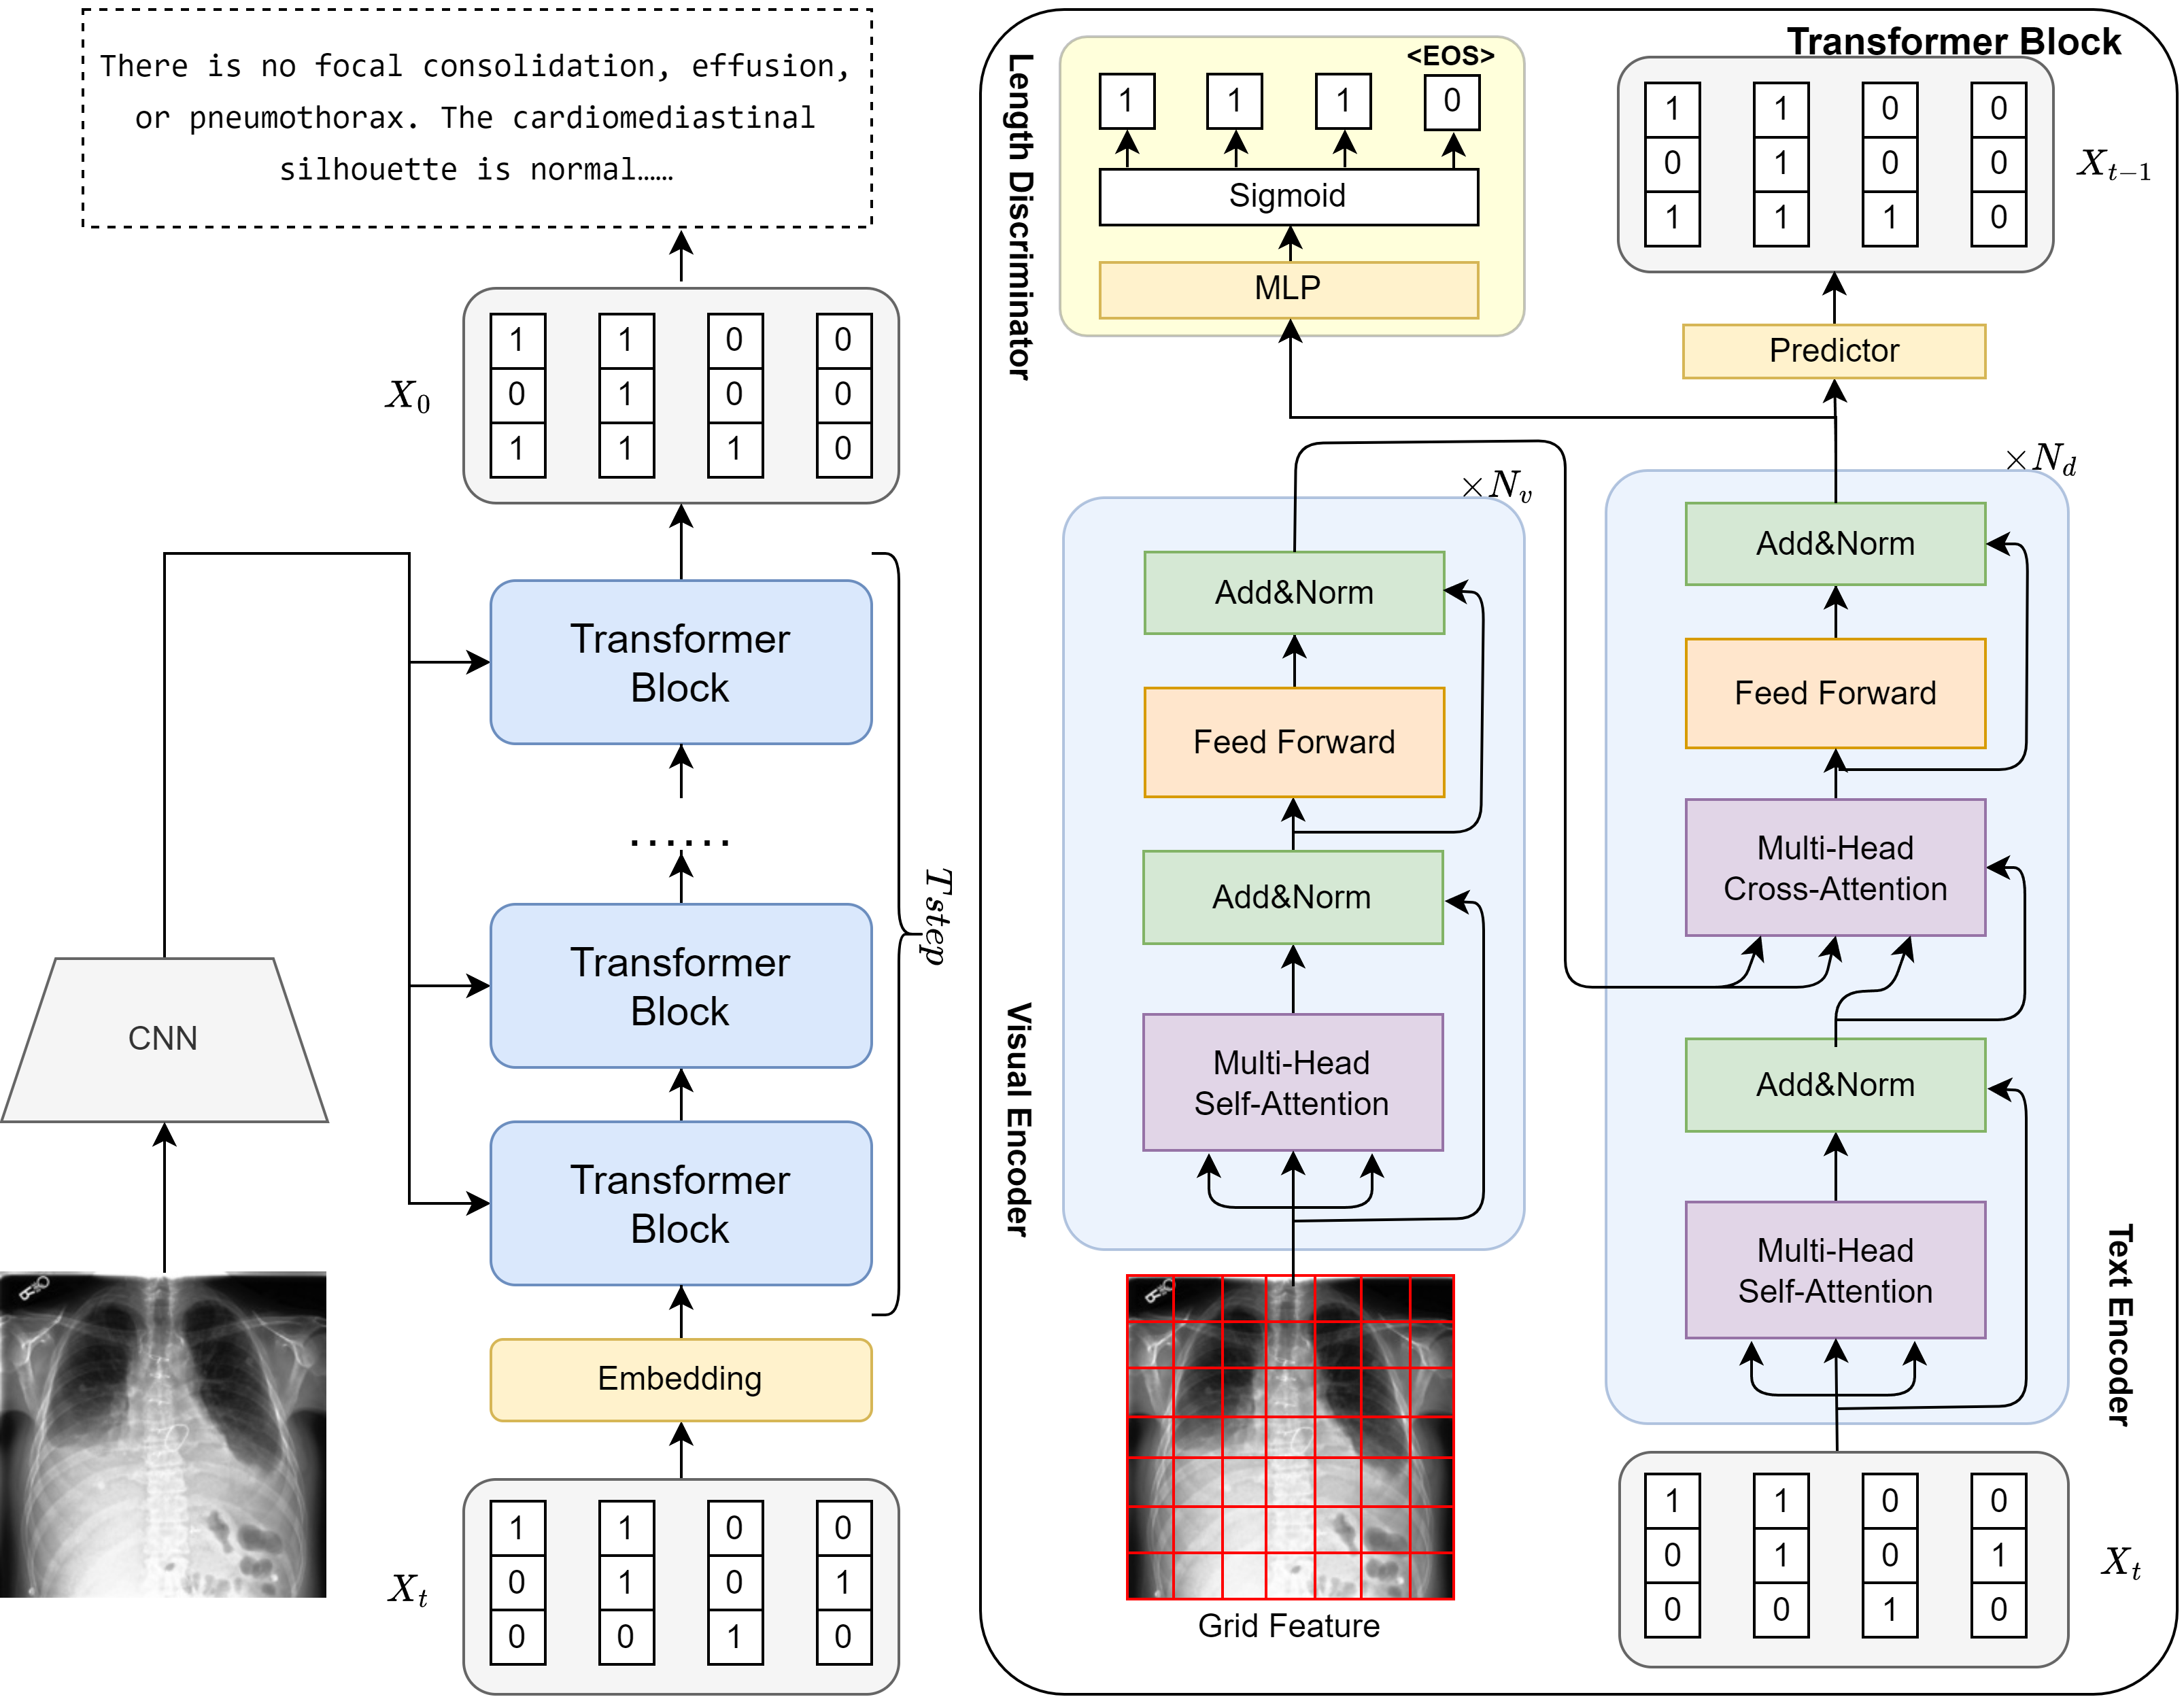 There is no focal consolidation, effusion,
or pneumothorax. The cardiomediastinal
silhouette is normal……
X_0
1 1 0 0
0 1 0 0
1 1 1 0
Transformer
Block
......
Transformer
Block
Transformer
Block
T step
CNN
Embedding
X_t
1 1 0 0
0 1 0 1
0 0 1 0
Transformer Block
Length Discriminator
<EOS>
1 1 1 0
Sigmoid
MLP
1 1 0 0
0 1 0 0
1 1 1 0
X_{t-1}
Predictor
Visual Encoder
×N_v
Add&Norm
Feed Forward
Add&Norm
Multi-Head
Self-Attention
Grid Feature
×N_d
Add&Norm
Feed Forward
Multi-Head
Cross-Attention
Add&Norm
Multi-Head
Self-Attention
Text Encoder
1 1 0 0
0 1 0 1
0 0 1 0
X_t